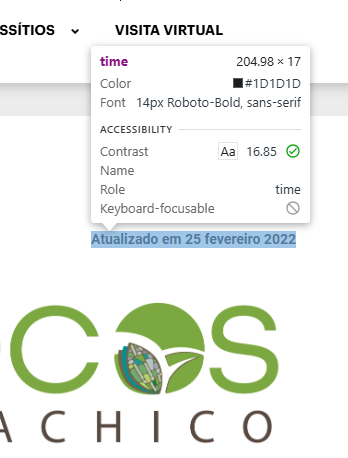 SSÍTIOS VISITA VIRTUAL
time 204.98 × 17
Color #1D1D1D
Font 14px Roboto-Bold, sans-serif
ACCESSIBILITY
Contrast Aa 16.85
Name
Role time
Keyboard-focusable
Atualizado em 25 fevereiro 2022
OCOS
ACHICO